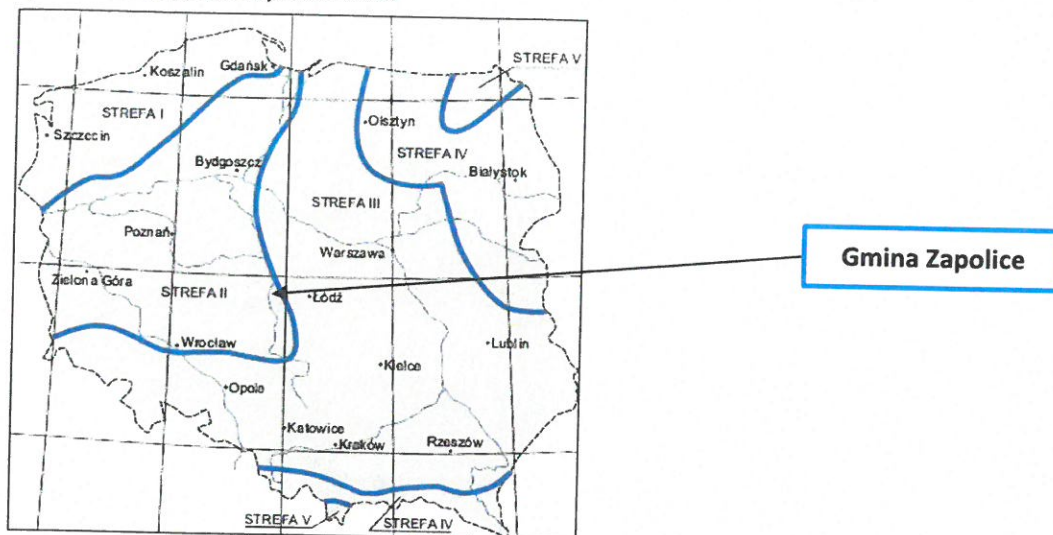 STREFA V
Gdańsk
Koszalin
STREFA I
Olsztyn
Szczecin
STREFA IV
Bydgoszcz
Białystok
STREFA III
Poznań
Warszawa
Gmina Zapolice
Zielona Góra
STREFA II
Łódź
Wrocław
Lublin
Kielce
Opole
Katowice
Kraków
Rzeszów
STREFA V
STREFA IV